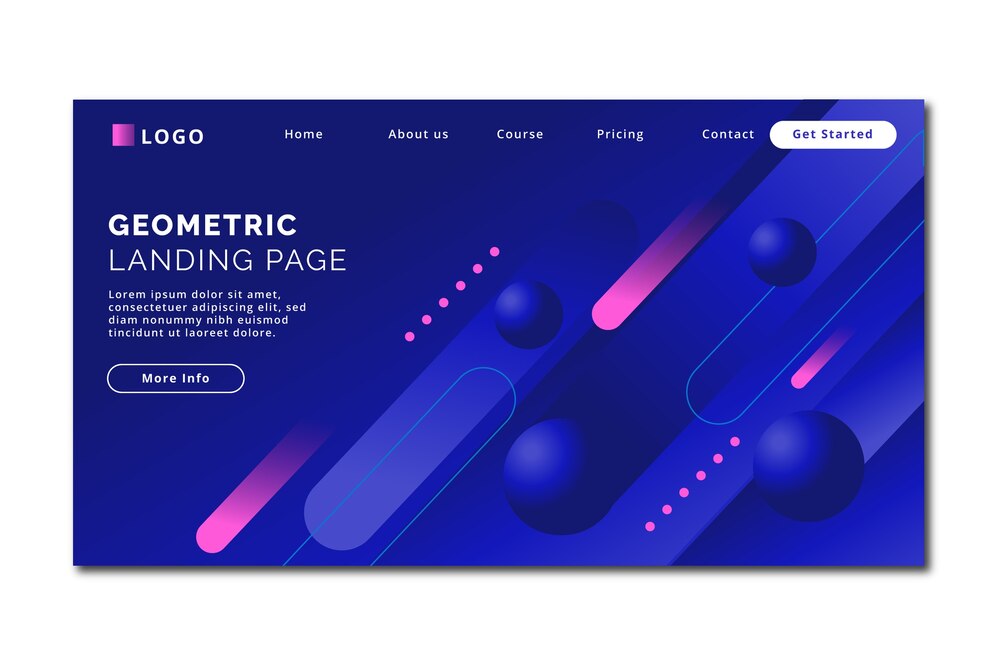 LOGO
Home
About us
Course
Pricing
Contact
Get Started
GEOMETRIC
LANDING PAGE
Lorem ipsum dolor sit amet,
consectetuer adipiscing elit, sed
diam nonummy nibh euismod
tincidunt ut laoreet dolore.
More Info